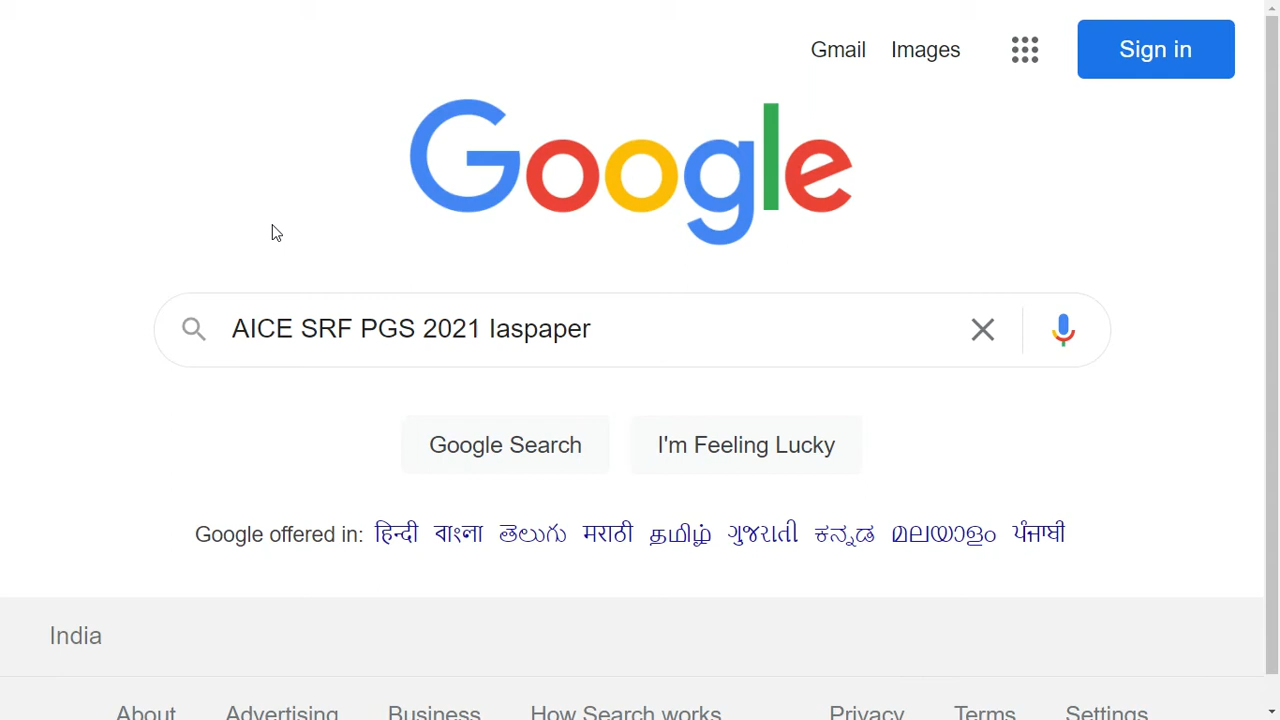 Gmail Images Sign in
Google
AICE SRF PGS 2021 Iaspaper
Google Search I'm Feeling Lucky
Google offered in: हिन्दी বাংলা తెలుగు मराठी தமிழ் ગુજરાતી ಕನ್ನಡ മലയാളം ਪੰਜਾਬੀ
India
About Advertising Business How Search works Privacy Terms Settings